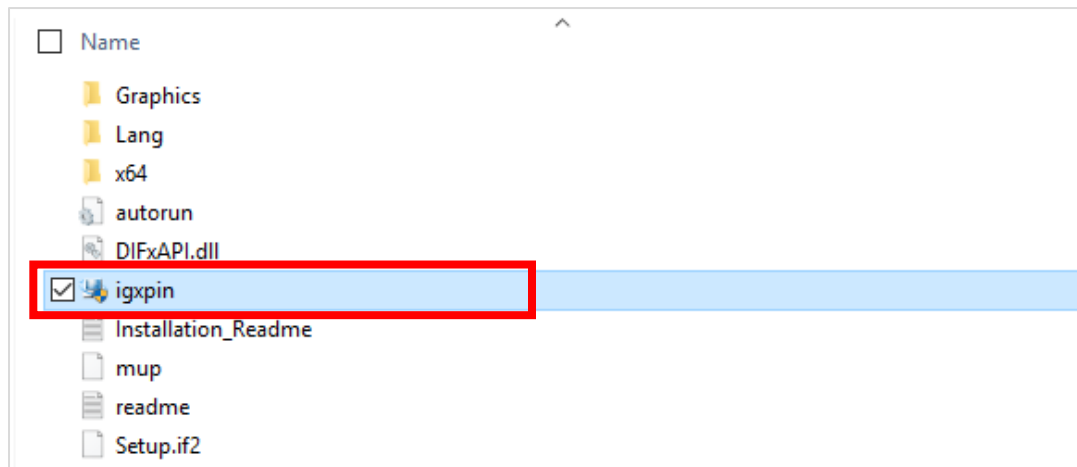 Name
Graphics
Lang
x64
autorun
DIFxAPI.dll
igxpin
Installation_Readme
mup
readme
Setup.if2